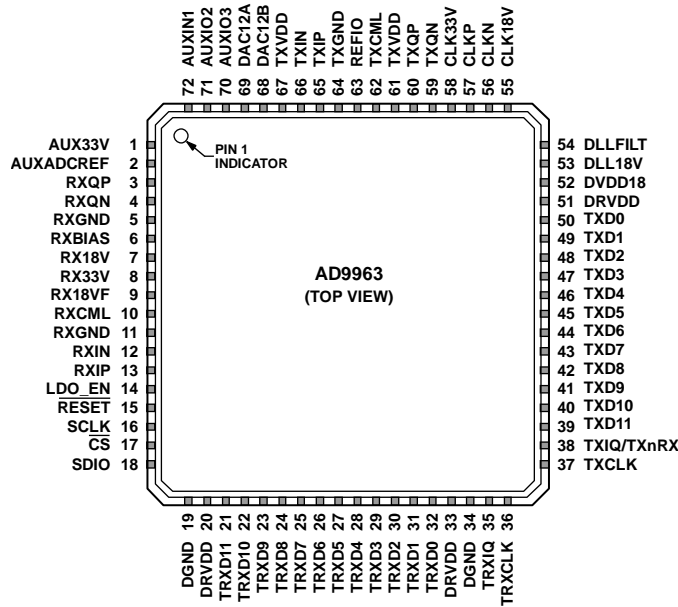 72 AUXIN1
71 AUXIO2
70 AUXIO3
69 DAC12A
68 DAC12B
67 TXVDD
66 TXIN
65 TXIP
64 TXGND
63 REFIO
62 TXCML
61 TXVDD
60 TXQP
59 TXQN
58 CLK33V
57 CLKP
56 CLKN
55 CLK18V
AUX33V 1
AUXADCREF 2
RXQP 3
RXQN 4
RXGND 5
RXBIAS 6
RX18V 7
RX33V 8
RX18VF 9
RXCML 10
RXGND 11
RXIN 12
RXIP 13
LDO_EN 14
RESET 15
SCLK 16
CS 17
SDIO 18
PIN 1
INDICATOR
AD9963
(TOP VIEW)
54 DLLFILT
53 DLL18V
52 DVDD18
51 DRVDD
50 TXD0
49 TXD1
48 TXD2
47 TXD3
46 TXD4
45 TXD5
44 TXD6
43 TXD7
42 TXD8
41 TXD9
40 TXD10
39 TXD11
38 TXIQ/TXnRX
37 TXCLK
DGND 19
DRVDD 20
TRXD11 21
TRXD10 22
TRXD9 23
TRXD8 24
TRXD7 25
TRXD6 26
TRXD5 27
TRXD4 28
TRXD3 29
TRXD2 30
TRXD1 31
TRXD0 32
DRVDD 33
DGND 34
TRXIQ 35
TRXCLK 36